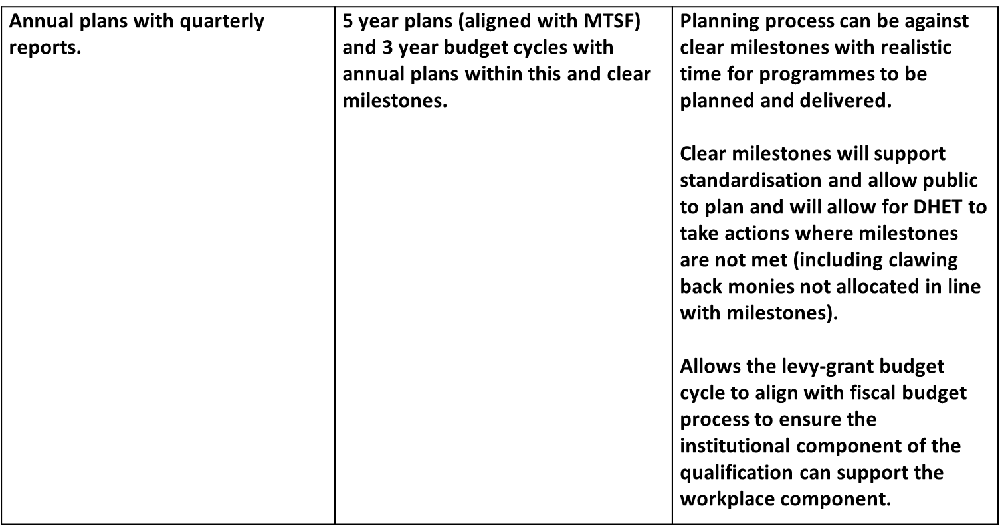 Annual plans with quarterly
reports.
5 year plans (aligned with MTSF)
and 3 year budget cycles with
annual plans within this and clear
milestones.
Planning process can be against
clear milestones with realistic
time for programmes to be
planned and delivered.
Clear milestones will support
standardisation and allow public
to plan and will allow for DHET to
take actions where milestones
are not met (including clawing
back monies not allocated in line
with milestones).
Allows the levy-grant budget
cycle to align with fiscal budget
process to ensure the
institutional component of the
qualification can support the
workplace component.